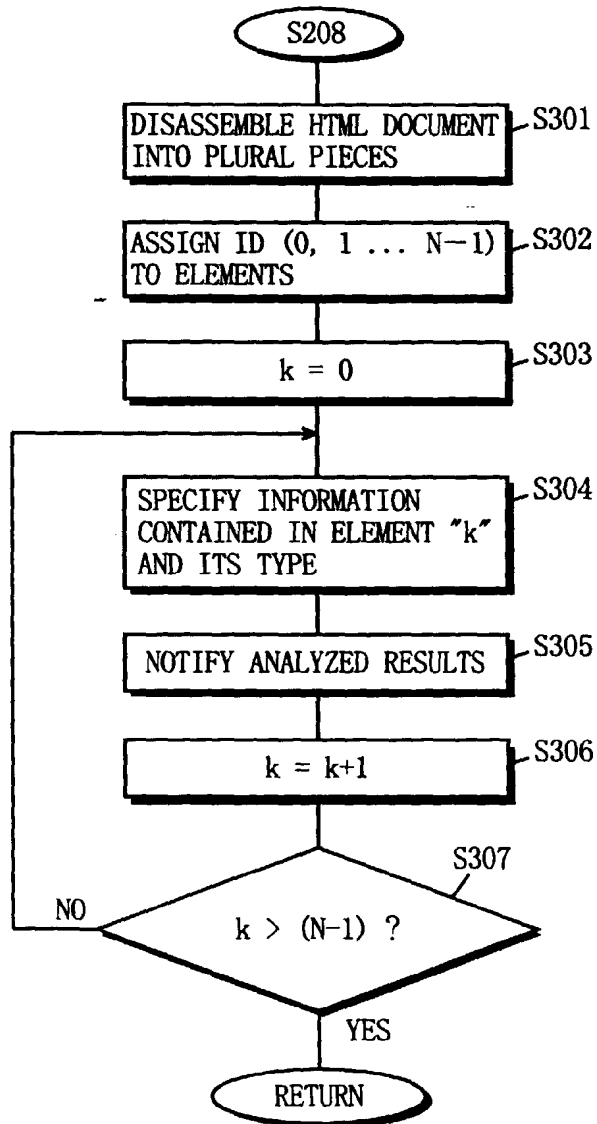 S208
DISASSEMBLE HTML DOCUMENT
INTO PLURAL PIECES
S301
ASSIGN ID (0, 1 ... N-1)
TO ELEMENTS
S302
k = 0
S303
SPECIFY INFORMATION
CONTAINED IN ELEMENT "k"
AND ITS TYPE
S304
NOTIFY ANALYZED RESULTS
S305
k = k+1
S306
S307
k > (N-1) ?
NO
YES
RETURN